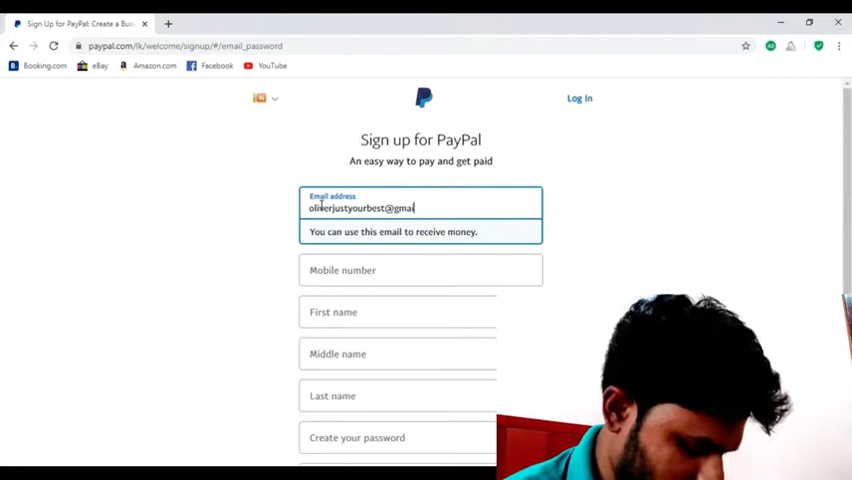 Sign Up for PayPal: Create a Busi
paypal.com/lk/welcome/signup/#/email_password
Booking.com eBay Amazon.com Facebook YouTube
Log In
Sign up for PayPal
An easy way to pay and get paid
Email address
oliverjustyourbest@gmai
You can use this email to receive money.
Mobile number
First name
Middle name
Last name
Create your password